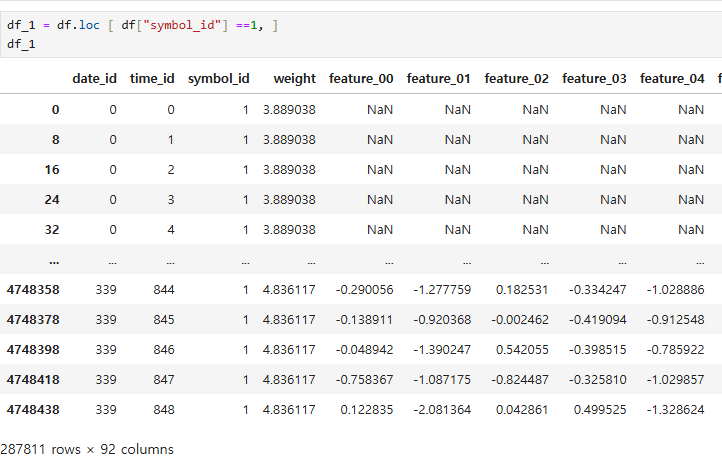 df_1 = df.loc [ df["symbol_id"] ==1, ]
df_1
date_id time_id symbol_id weight feature_00 feature_01 feature_02 feature_03 feature_04 f
0 0 0 1 3.889038 NaN NaN NaN NaN NaN
8 0 1 1 3.889038 NaN NaN NaN NaN NaN
16 0 2 1 3.889038 NaN NaN NaN NaN NaN
24 0 3 1 3.889038 NaN NaN NaN NaN NaN
32 0 4 1 3.889038 NaN NaN NaN NaN NaN
... ... ... ... ... ... ... ... ... ...
4748358 339 844 1 4.836117 -0.290056 -1.277759 0.182531 -0.334247 -1.028886
4748378 339 845 1 4.836117 -0.138911 -0.920368 -0.002462 -0.419094 -0.912548
4748398 339 846 1 4.836117 -0.048942 -1.390247 0.542055 -0.398515 -0.785922
4748418 339 847 1 4.836117 -0.758367 -1.087175 -0.824487 -0.325810 -1.029857
4748438 339 848 1 4.836117 0.122835 -2.081364 0.042861 0.499525 -1.328624
287811 rows × 92 columns